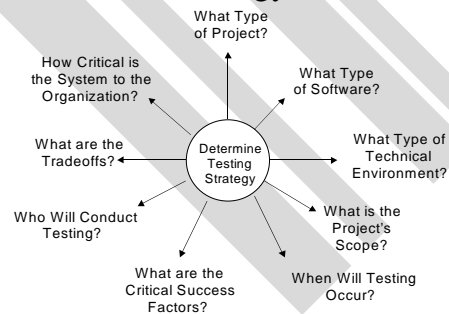 What Type
of Project?
How Critical is
the System to the
Organization?
What Type
of Software?
What are the
Tradeoffs?
Determine
Testing
Strategy
What Type of
Technical
Environment?
Who Will Conduct
Testing?
What is the
Project's
Scope?
What are the
Critical Success
Factors?
When Will Testing
Occur?